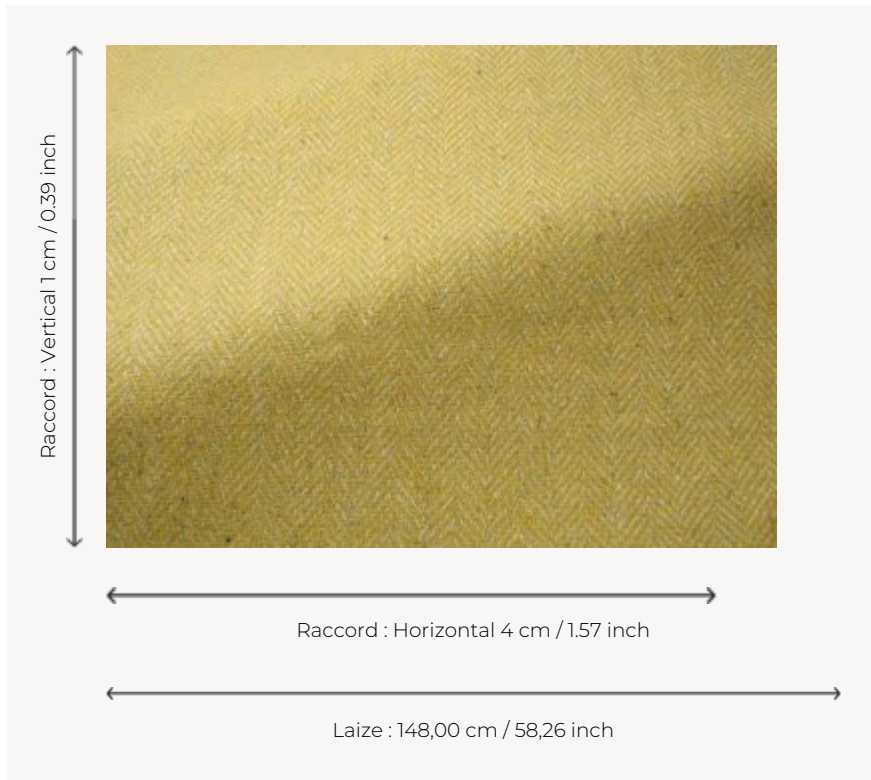 Raccord : Vertical 1 cm / 0.39 inch
Raccord : Horizontal 4 cm / 1.57 inch
Laize : 148,00 cm / 58,26 inch